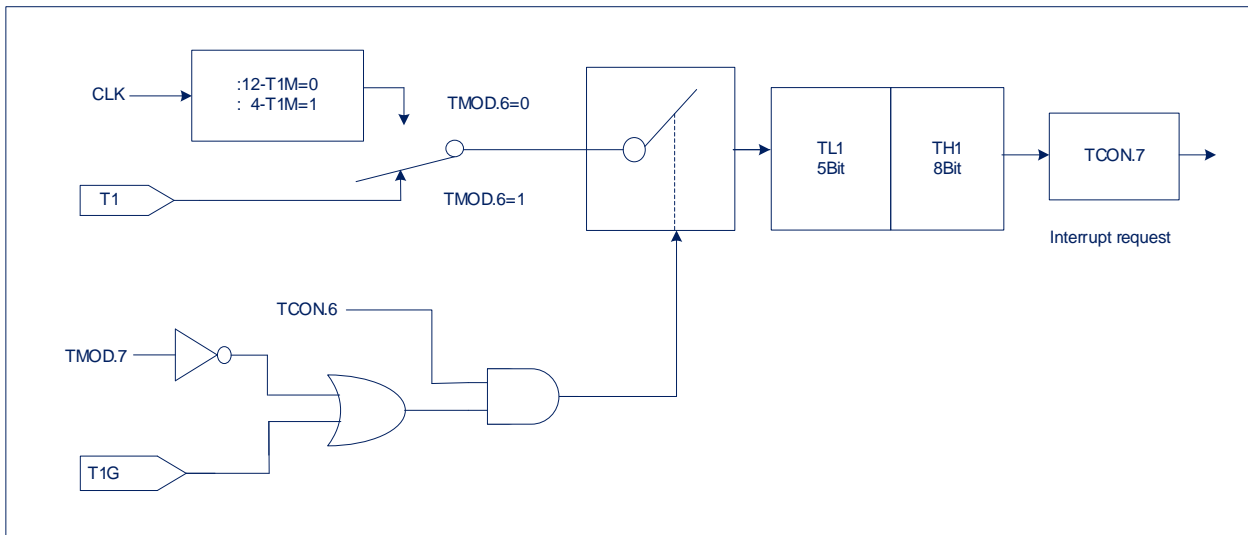 CLK
:12-T1M=0
: 4-T1M=1
TMOD.6=0
TMOD.6=1
T1
TL1
5Bit
TH1
8Bit
TCON.7
Interrupt request
TCON.6
TMOD.7
T1G